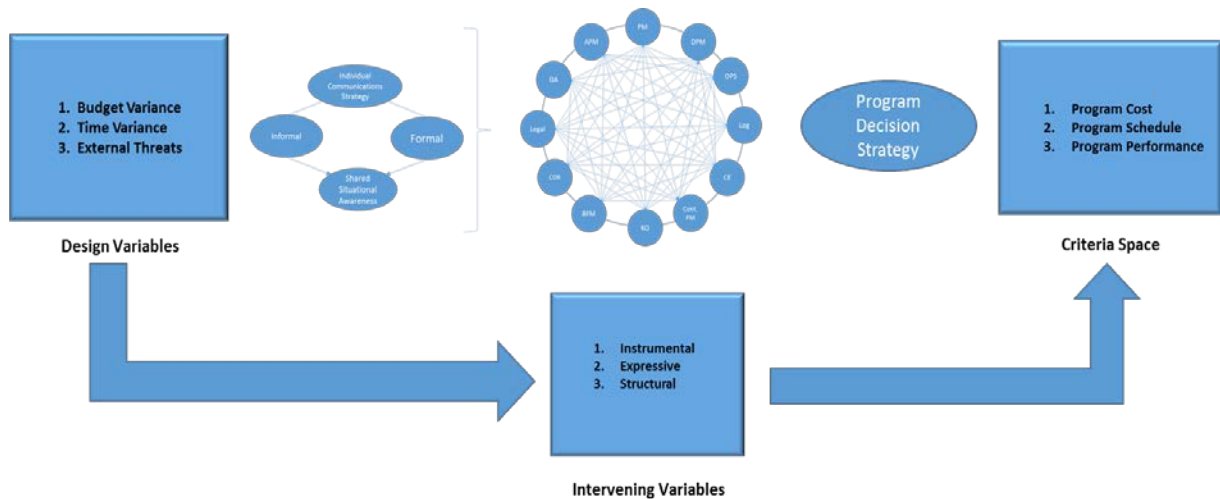 1. Budget Variance
2. Time Variance
3. External Threats
Design Variables
Individual
Communications
Strategy
Informal
Formal
Shared
Situational
Awareness
PM
DPM
OPS
Log
CE
Cont.
PM
KO
BFM
COR
Legal
APM
Program
Decision
Strategy
1. Program Cost
2. Program Schedule
3. Program Performance
Criteria Space
1. Instrumental
2. Expressive
3. Structural
Intervening Variables